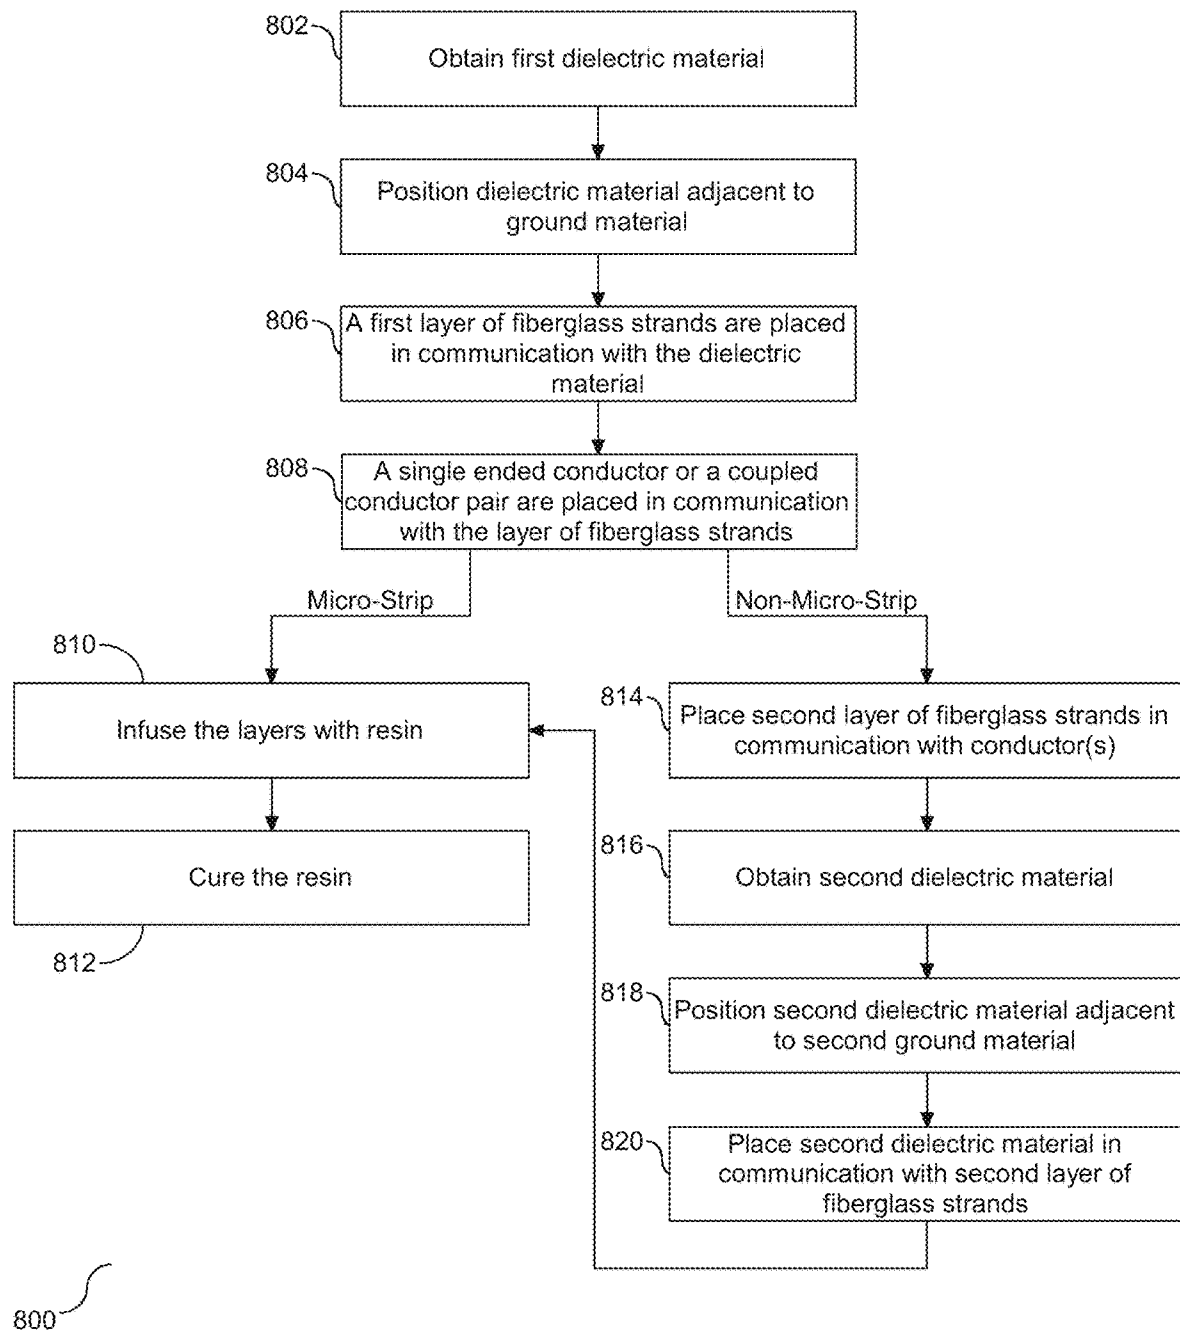 802
Obtain first dielectric material
804
Position dielectric material adjacent to
ground material
806
A first layer of fiberglass strands are placed
in communication with the dielectric
material
808
A single ended conductor or a coupled
conductor pair are placed in communication
with the layer of fiberglass strands
Micro-Strip
Non-Micro-Strip
810
Infuse the layers with resin
Cure the resin
812
814
Place second layer of fiberglass strands in
communication with conductor(s)
816
Obtain second dielectric material
818
Position second dielectric material adjacent
to second ground material
820
Place second dielectric material in
communication with second layer of
fiberglass strands
800